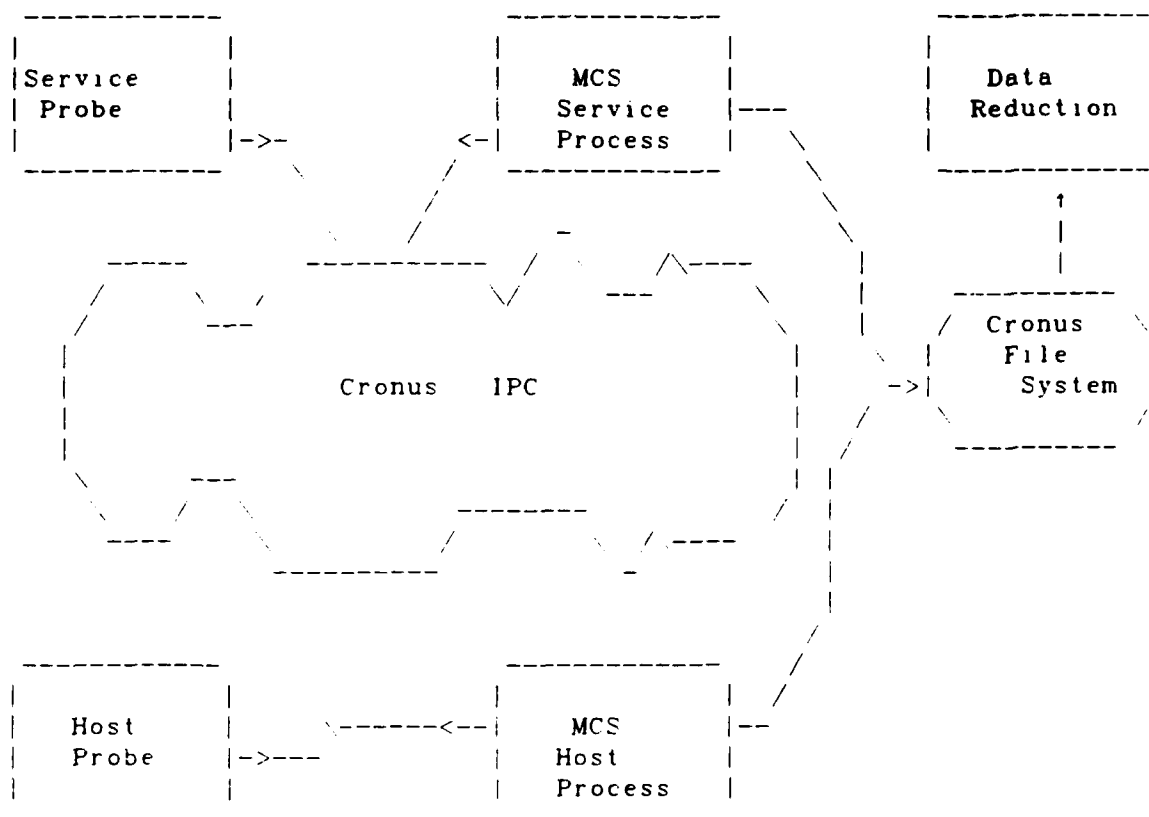 Service
Probe
MCS
Service
Process
Data
Reduction
Cronus
File
System
Cronus IPC
Host
Probe
MCS
Host
Process